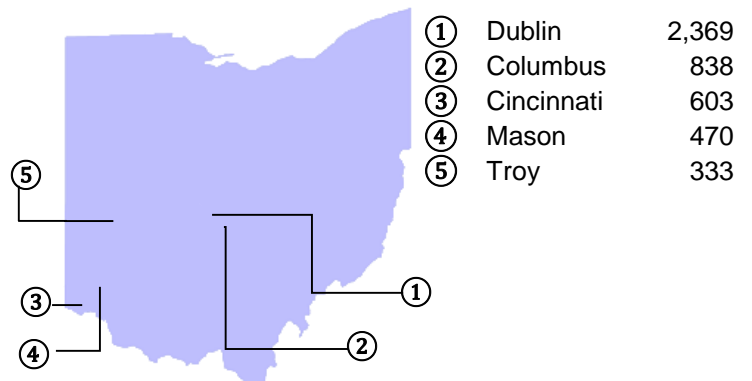 ① Dublin 2,369
② Columbus 838
③ Cincinnati 603
④ Mason 470
⑤ Troy 333
⑤
③
①
②
④